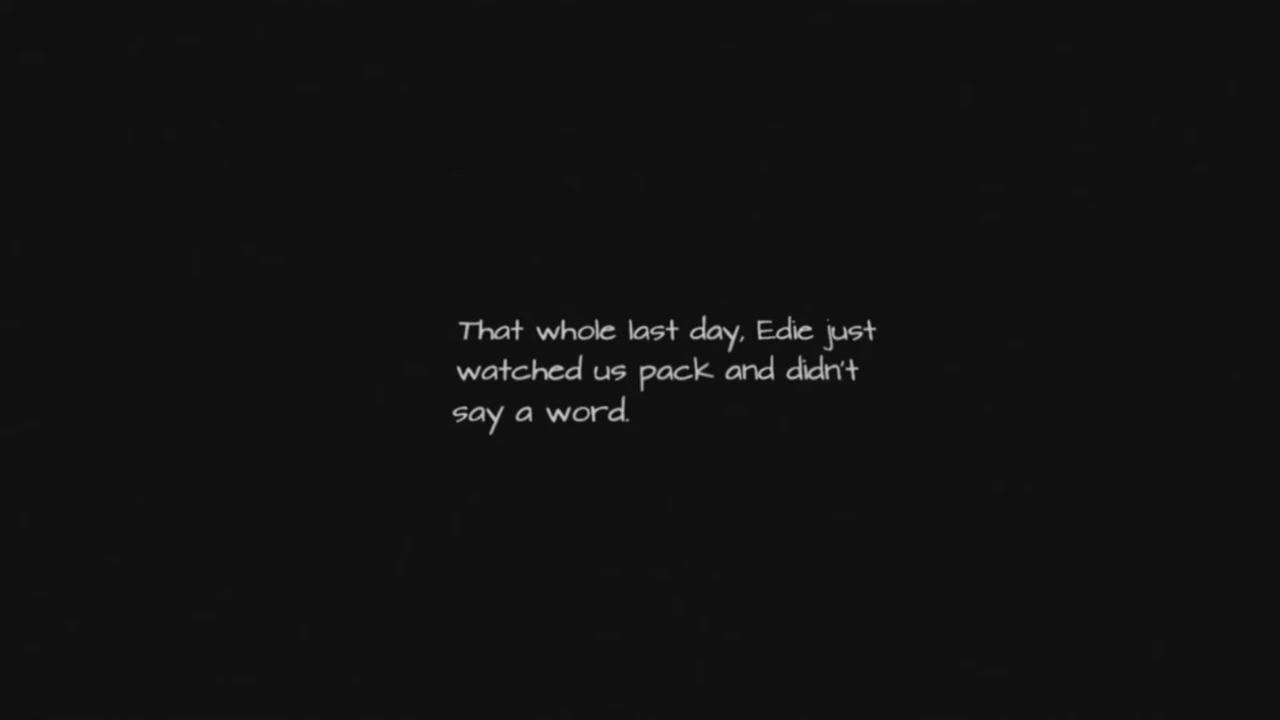 That whole last day, Edie just
watched us pack and didn't
say a word.